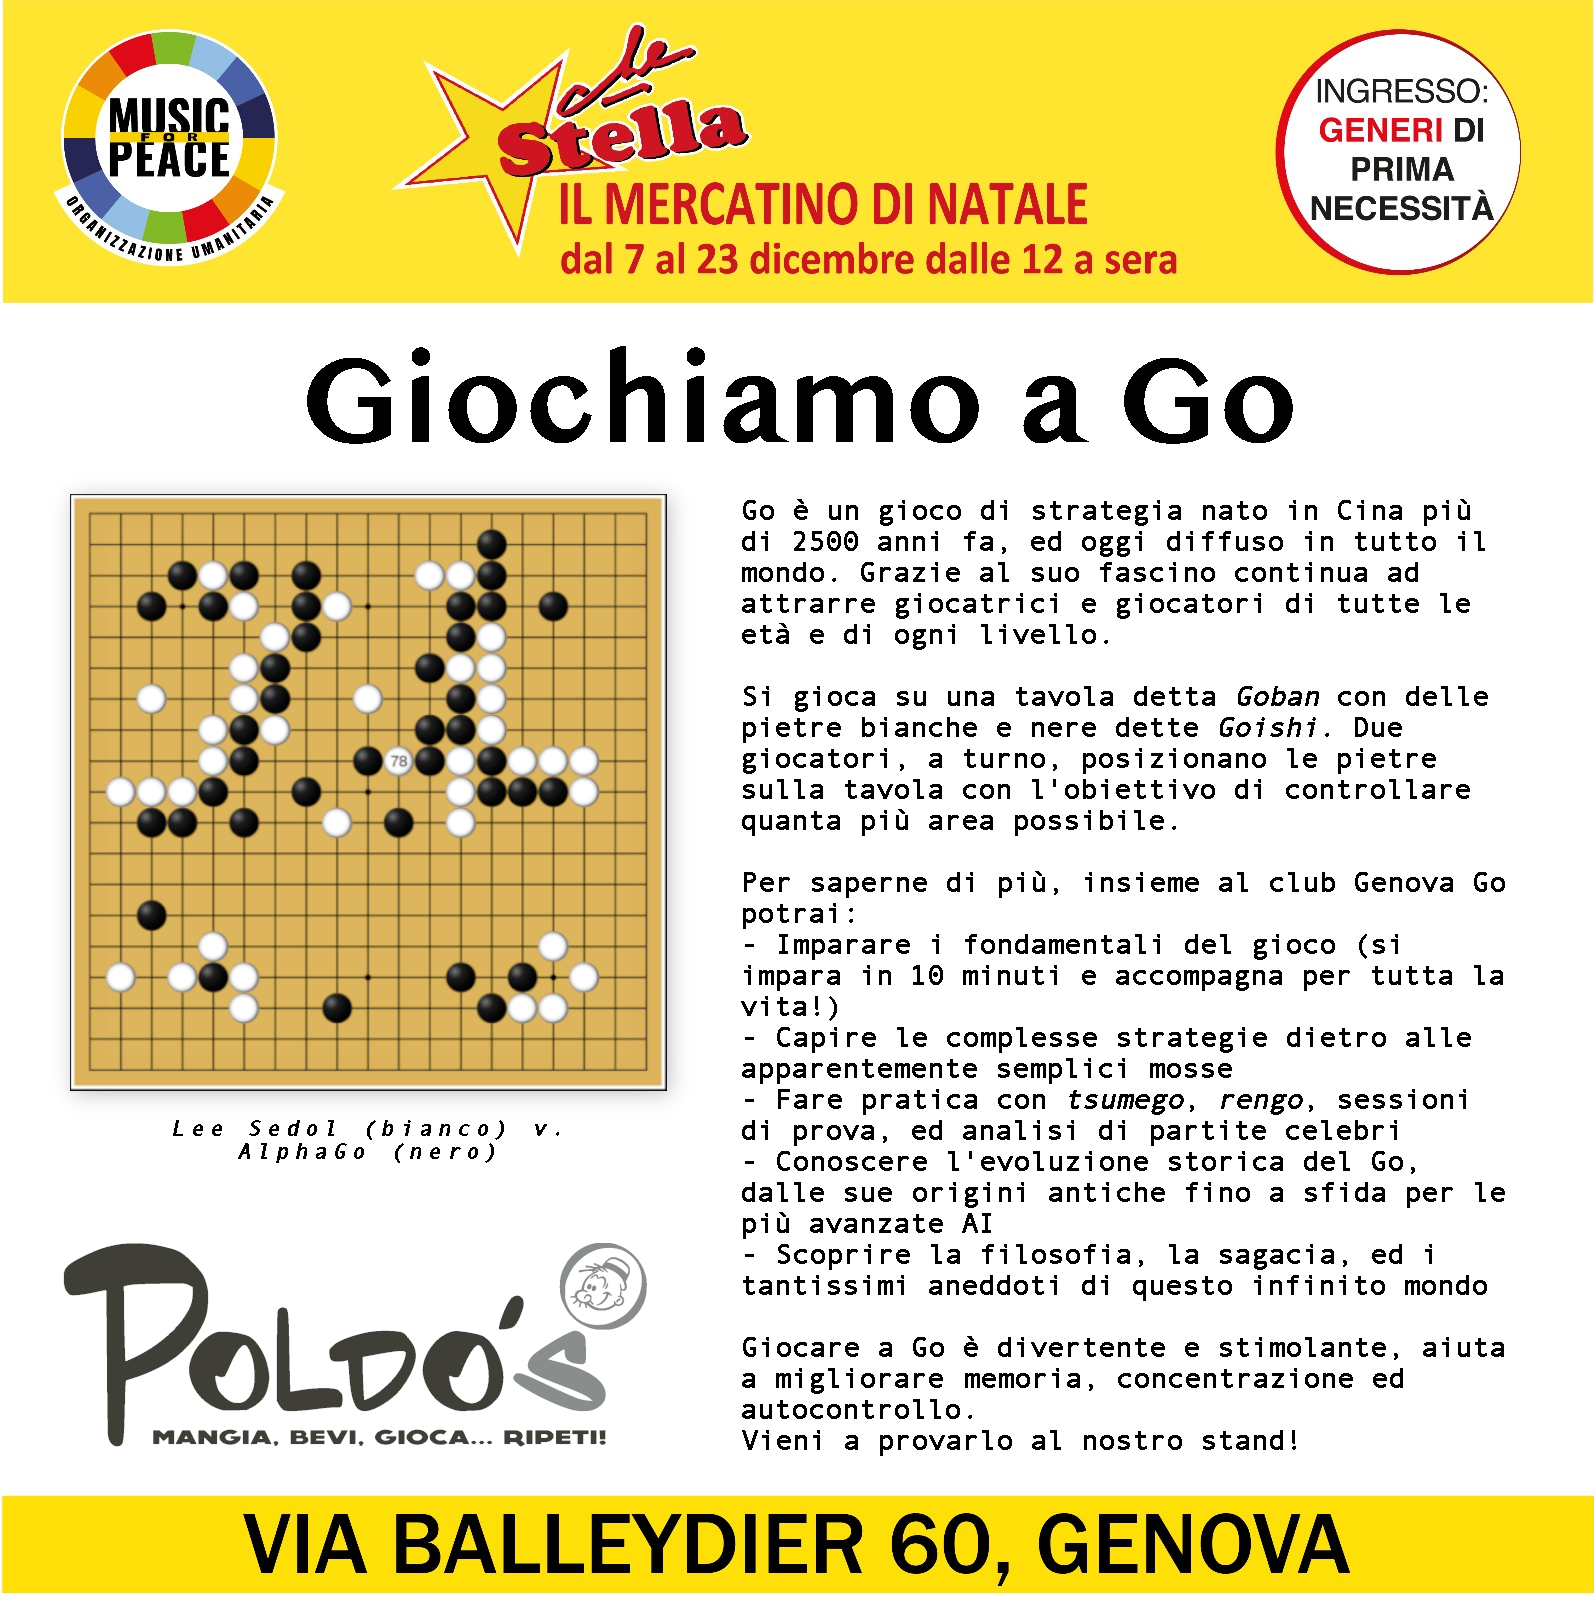 MUSIC
FOR
PEACE
ORGANIZZAZIONE UMANITARIA
che
Stella
IL MERCATINO DI NATALE
dal 7 al 23 dicembre dalle 12 a sera
INGRESSO:
GENERI DI
PRIMA
NECESSITÀ
Giochiamo a Go
78
Lee Sedol (bianco) v.
AlphaGo (nero)
Go è un gioco di strategia nato in Cina più
di 2500 anni fa, ed oggi diffuso in tutto il
mondo. Grazie al suo fascino continua ad
attrarre giocatrici e giocatori di tutte le
età e di ogni livello.
Si gioca su una tavola detta Goban con delle
pietre bianche e nere dette Goishi. Due
giocatori, a turno, posizionano le pietre
sulla tavola con l'obiettivo di controllare
quanta più area possibile.
Per saperne di più, insieme al club Genova Go
potrai:
- Imparare i fondamentali del gioco (si
impara in 10 minuti e accompagna per tutta la
vita!)
- Capire le complesse strategie dietro alle
apparentemente semplici mosse
- Fare pratica con tsumego, rengo, sessioni
di prova, ed analisi di partite celebri
- Conoscere l'evoluzione storica del Go,
dalle sue origini antiche fino a sfida per le
più avanzate AI
- Scoprire la filosofia, la sagacia, ed i
tantissimi aneddoti di questo infinito mondo
Giocare a Go è divertente e stimolante, aiuta
a migliorare memoria, concentrazione ed
autocontrollo.
Vieni a provarlo al nostro stand!
POLDO'S
MANGIA, BEVI, GIOCA... RIPETI!
VIA BALLEYDIER 60, GENOVA